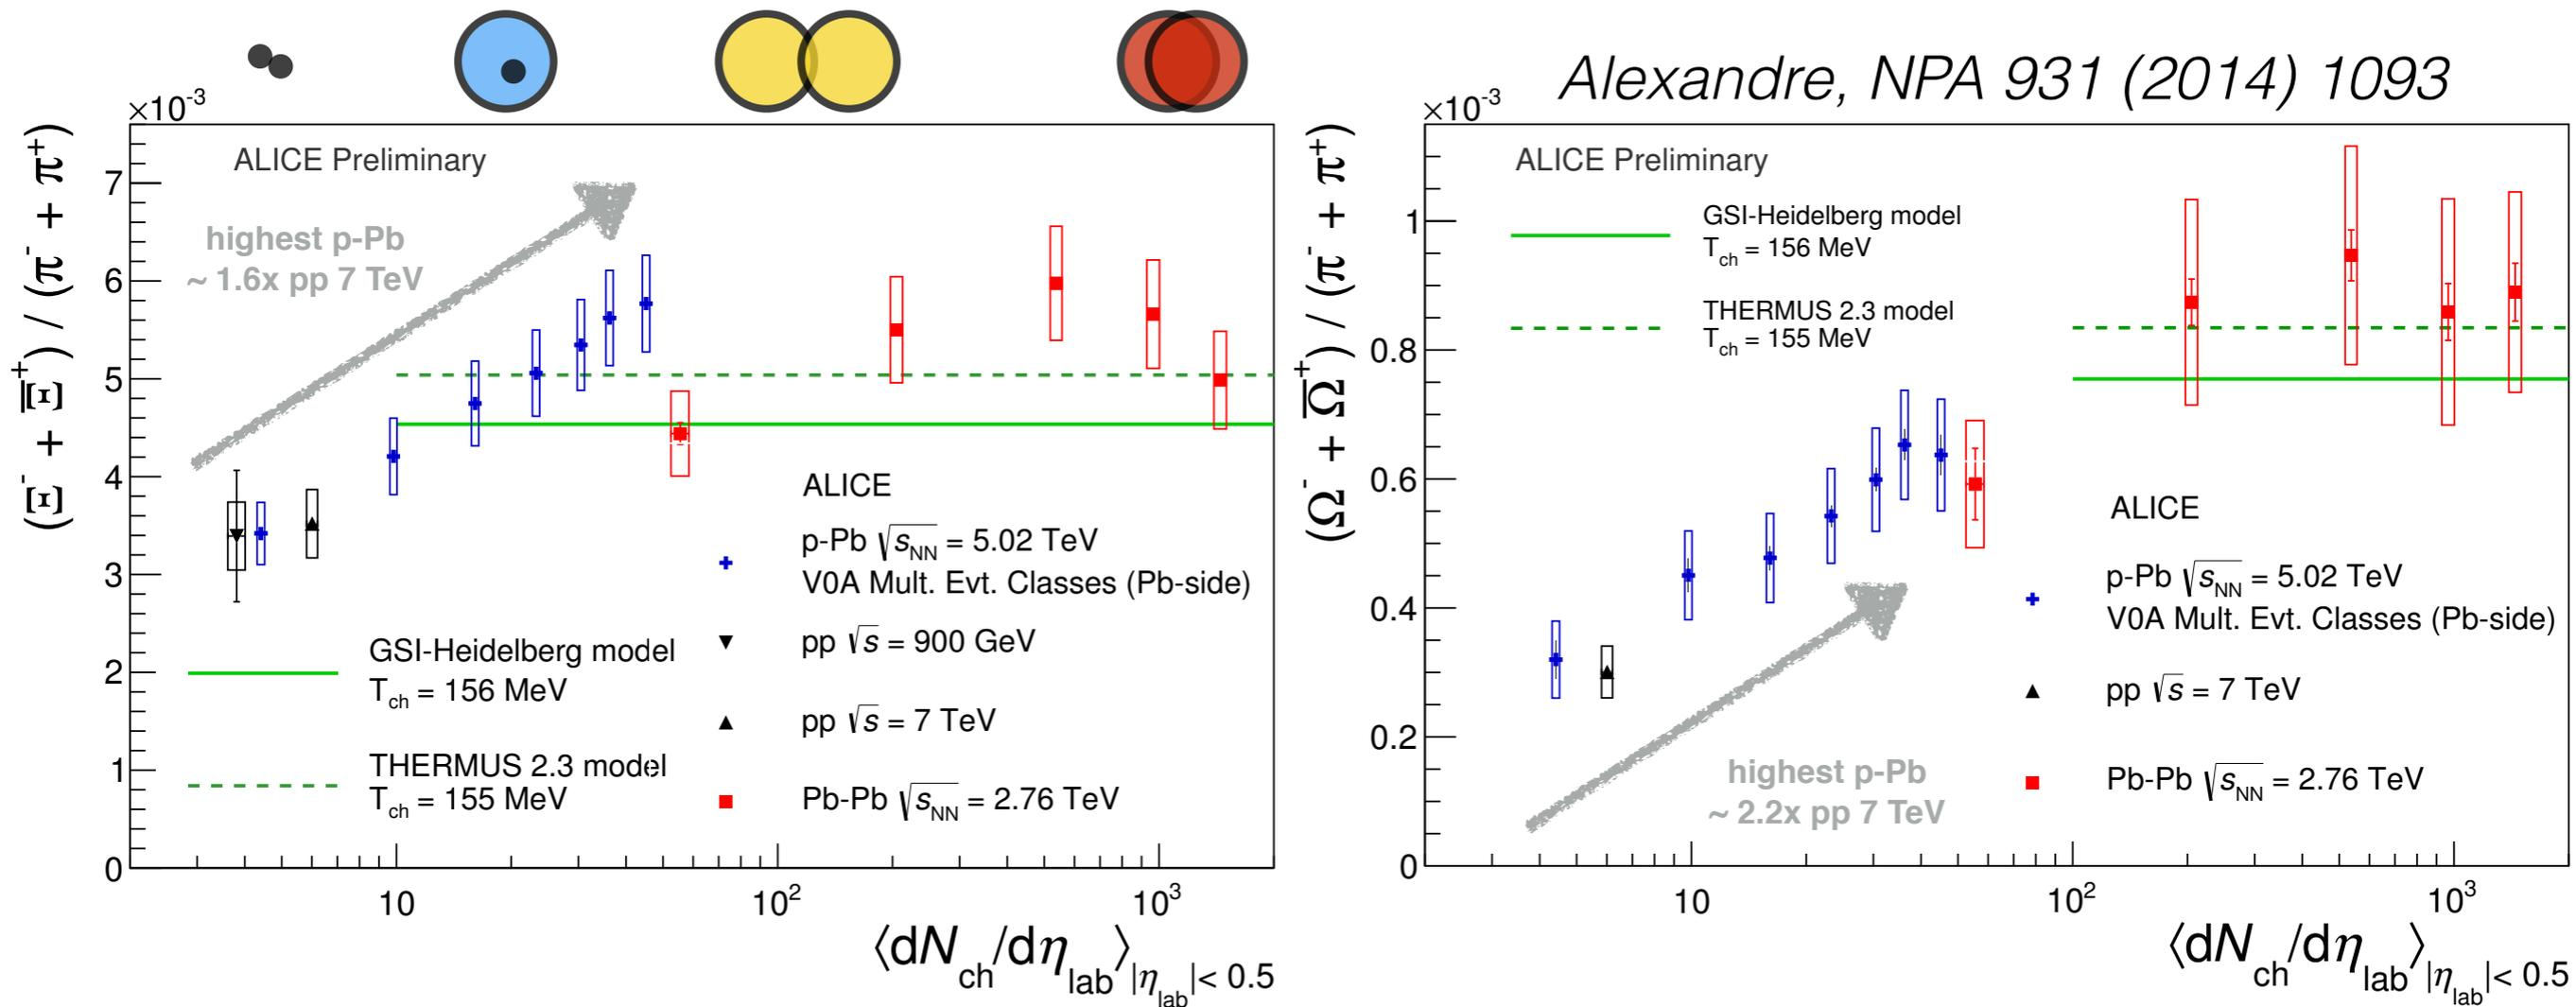 Alexandre, NPA 931 (2014) 1093
×10⁻³
(Ξ⁻ + Ξ̅⁺) / (π⁻ + π⁺)
7
6
5
4
3
2
1
0
ALICE Preliminary
highest p-Pb
~ 1.6x pp 7 TeV
ALICE
p-Pb √s_NN = 5.02 TeV
V0A Mult. Evt. Classes (Pb-side)
pp √s = 900 GeV
pp √s = 7 TeV
Pb-Pb √s_NN = 2.76 TeV
GSI-Heidelberg model
T_ch = 156 MeV
THERMUS 2.3 model
T_ch = 155 MeV
10
10²
10³
⟨dN_ch/dη_lab⟩_|η_lab|< 0.5
×10⁻³
(Ω⁻ + Ω̅⁺) / (π⁻ + π⁺)
1
0.8
0.6
0.4
0.2
0
ALICE Preliminary
GSI-Heidelberg model
T_ch = 156 MeV
THERMUS 2.3 model
T_ch = 155 MeV
ALICE
p-Pb √s_NN = 5.02 TeV
V0A Mult. Evt. Classes (Pb-side)
pp √s = 7 TeV
Pb-Pb √s_NN = 2.76 TeV
highest p-Pb
~ 2.2x pp 7 TeV
10
10²
10³
⟨dN_ch/dη_lab⟩_|η_lab|< 0.5